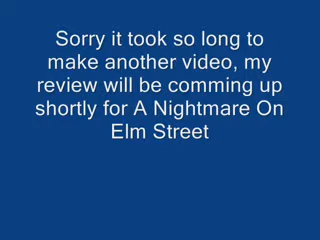 Sorry it took so long to
make another video, my
review will be comming up
shortly for A Nightmare On
Elm Street